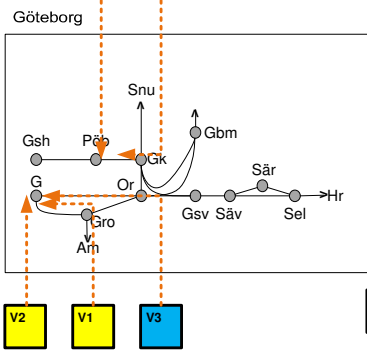 Göteborg
Snu
Gsh Pöb Gk Gbm
G Or Sär
Hr
Gro Gsv Säv Sel
Am
V2 V1 V3